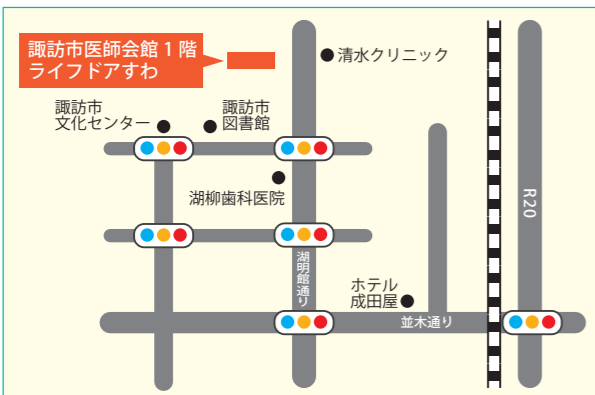 諏訪市医師会館1階
ライフドアすわ
清水クリニック
諏訪市
文化センター
諏訪市
図書館
湖柳歯科医院
R20
湖明館通り
ホテル
成田屋
並木通り